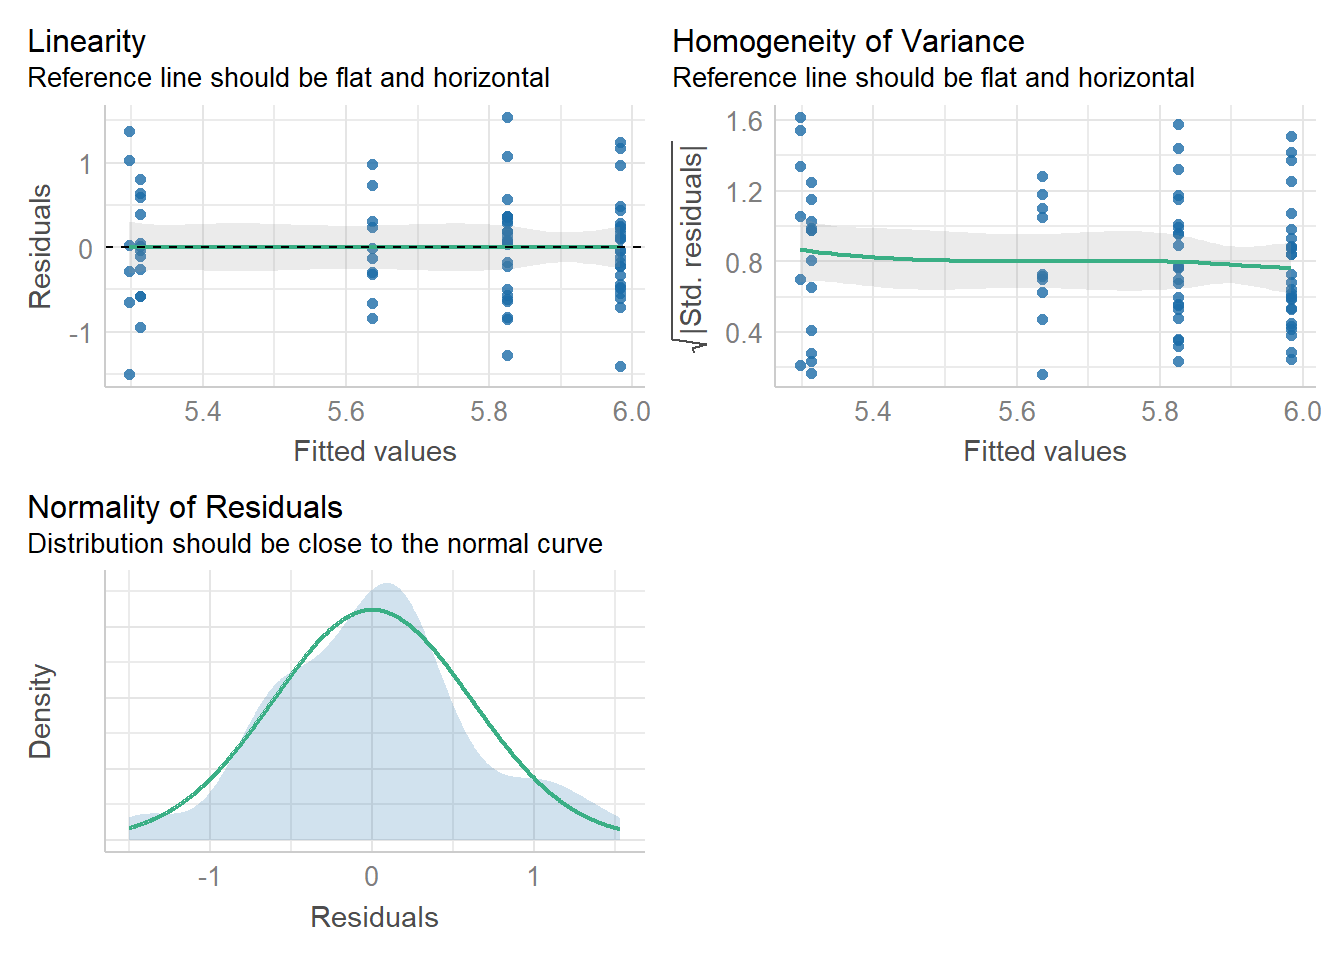 Linearity
Reference line should be flat and horizontal
1
0
-1
Residuals
5.4 5.6 5.8 6.0
Fitted values
Homogeneity of Variance
Reference line should be flat and horizontal
1.6
1.2
0.8
0.4
√|Std. residuals|
5.4 5.6 5.8 6.0
Fitted values
Normality of Residuals
Distribution should be close to the normal curve
Density
-1 0 1
Residuals